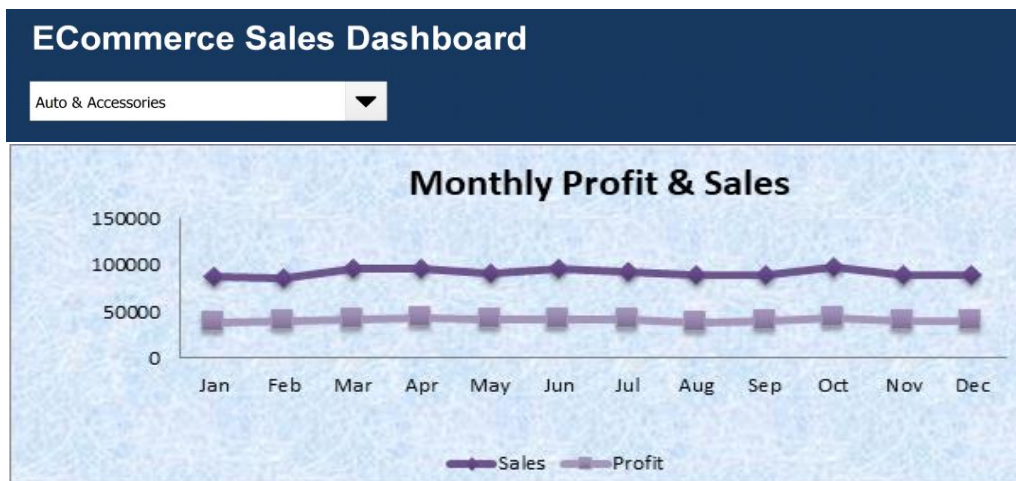 ECommerce Sales Dashboard
Auto & Accessories
Monthly Profit & Sales
150000
100000
50000
0
Jan Feb Mar Apr May Jun Jul Aug Sep Oct Nov Dec
Sales Profit